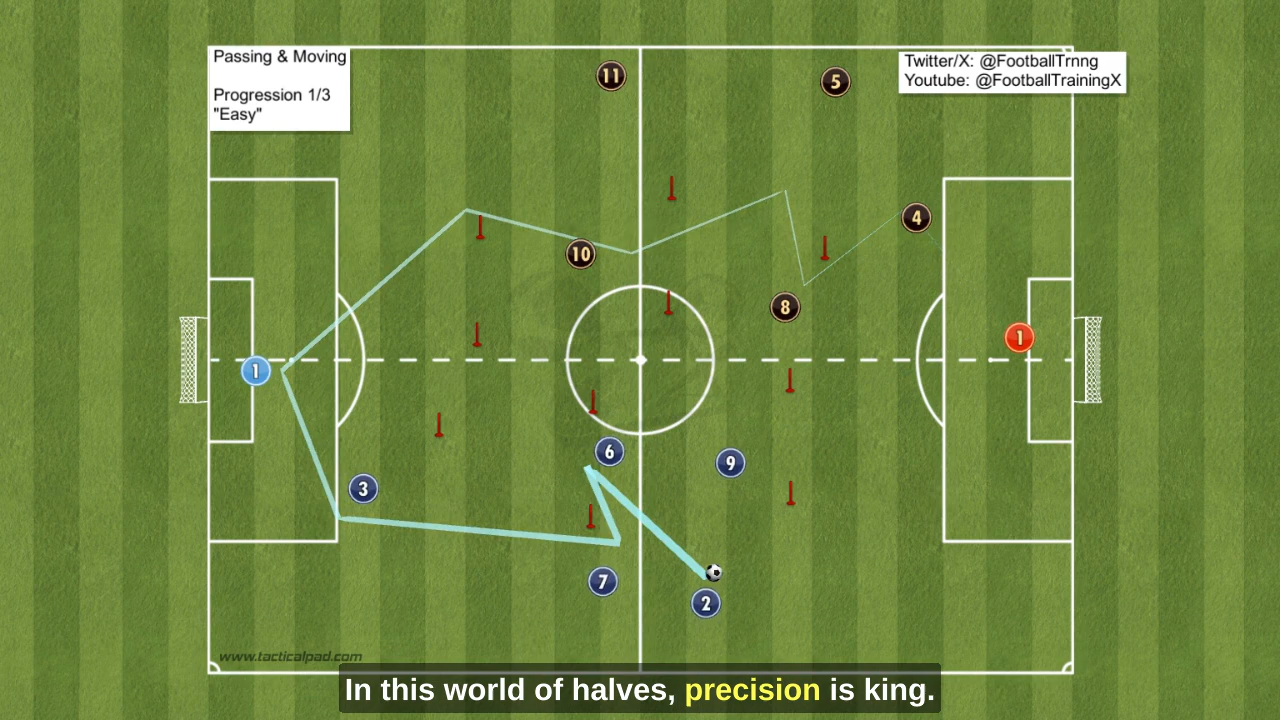 Passing & Moving
Progression 1/3
"Easy"
Twitter/X: @FootballTrnng
Youtube: @FootballTrainingX
11
5
4
10
8
1
1
6
9
3
7
2
www.tacticalpad.com
In this world of halves, precision is king.